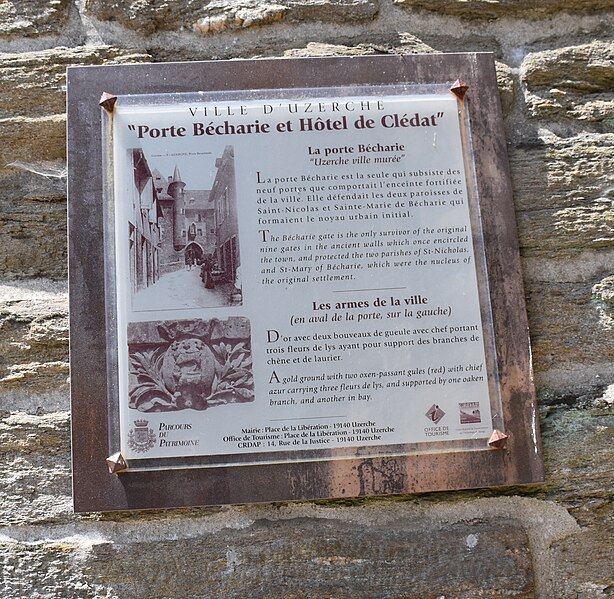 VILLE D'UZERCHE
"Porte Bécharie et Hôtel de Clédat"
La porte Bécharie
"Uzerche ville murée"
La porte Bécharie est la seule qui subsiste des
neuf portes que comportait l'enceinte fortifiée
de la ville. Elle défendait les deux paroisses de
Saint-Nicolas et Sainte-Marie de Bécharie qui
formaient le noyau urbain initial.
The Bécharie gate is the only survivor of the original
nine gates in the ancient walls which once encircled
the town, and protected the two parishes of St-Nicholas,
and St-Mary of Bécharie, which were the nucleus of
the original settlement.
Les armes de la ville
(en aval de la porte, sur la gauche)
D'or avec deux bouveaux de gueule avec chef portant
trois fleurs de lys ayant pour support des branches de
chêne et de laurier.
A gold ground with two oxen-passant gules (red) with chief
azur carrying three fleurs de lys, and supported by one oaken
branch, and another in bay.
PARCOURS
DU
PATRIMOINE
Mairie : Place de la Libération - 19140 Uzerche
Office de Tourisme : Place de la Libération - 19140 Uzerche
CRDAP : 14, Rue de la Justice - 19140 Uzerche
OFFICE DE
TOURISME